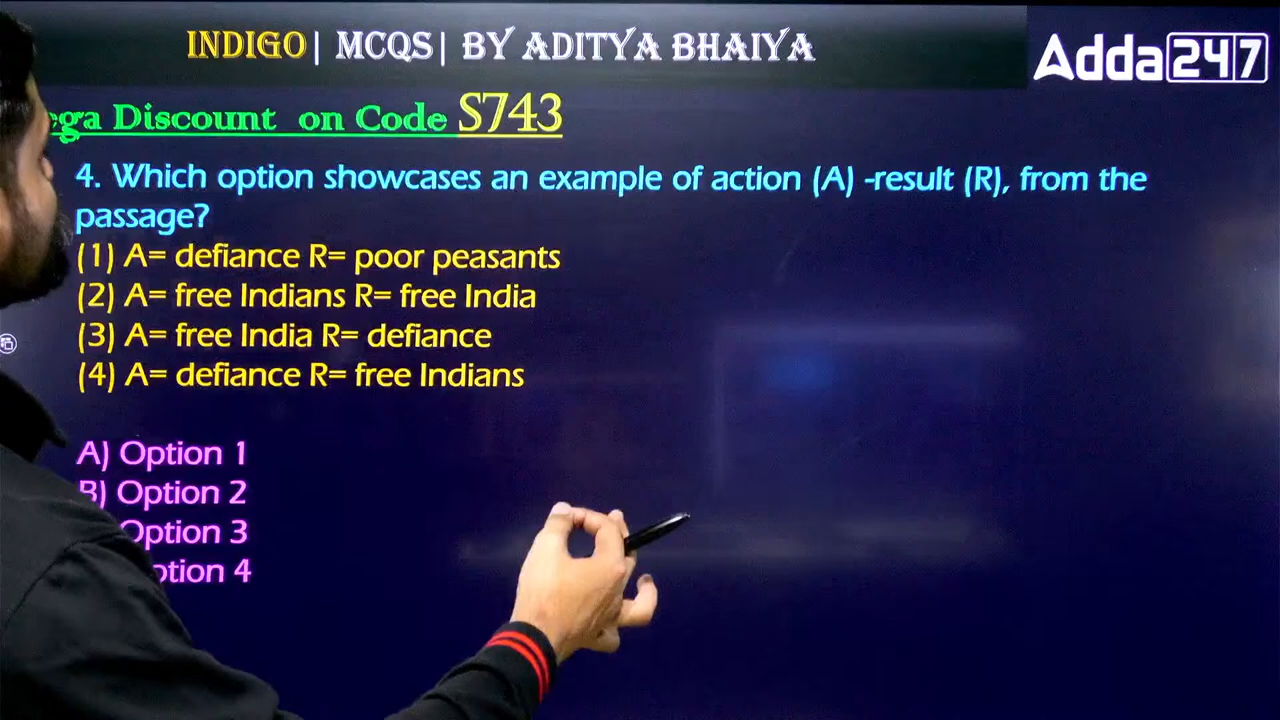 INDIGO| MCQS| BY ADITYA BHAIYA
Adda247
Discount on Code S743
4. Which option showcases an example of action (A) -result (R), from the
passage?
(1) A= defiance R= poor peasants
(2) A= free Indians R= free India
(3) A= free India R= defiance
(4) A= defiance R= free Indians
A) Option 1
B) Option 2
Option 3
Option 4